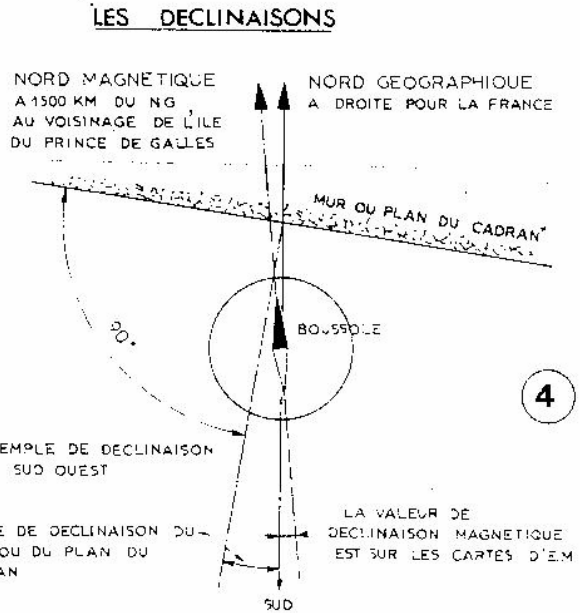 LES DECLINAISONS
NORD MAGNETIQUE
A 1500 KM DU NG,
AU VOISINAGE DE L'ILE
DU PRINCE DE GALLES
NORD GEOGRAPHIQUE
A DROITE POUR LA FRANCE
MUR OU PLAN DU CADRAN*
90°
BOUSSOLE
4
EMPLE DE DECLINAISON
SUD OUEST
E DE DECLINAISON DU
OU DU PLAN DU
AN
LA VALEUR DE
DECLINAISON MAGNETIQUE
EST SUR LES CARTES D'E.M
SUD